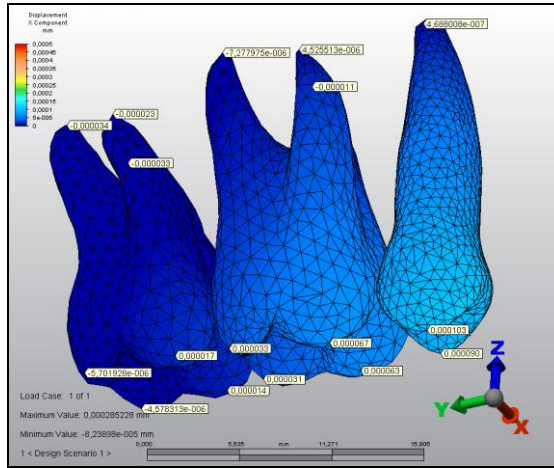 Displacement
X Component
mm
0,0005
0,00045
0,0004
0,00035
0,0003
0,00025
0,0002
0,00015
0,0001
5e-005
0
4,688008e-007
-7,277975e-006
4,525513e-006
-0,000011
-0,000023
-0,000034
-0,000033
0,000103
0,000090
0,000067
0,000063
0,000017
0,000031
0,000014
-5,701928e-006
-4,578313e-006
Load Case: 1 of 1
Maximum Value: 0,000285228 mm
Minimum Value: -8,23898e-005 mm
1 < Design Scenario 1 >
0,000
5,635
mm
11,271
Z
Y
X